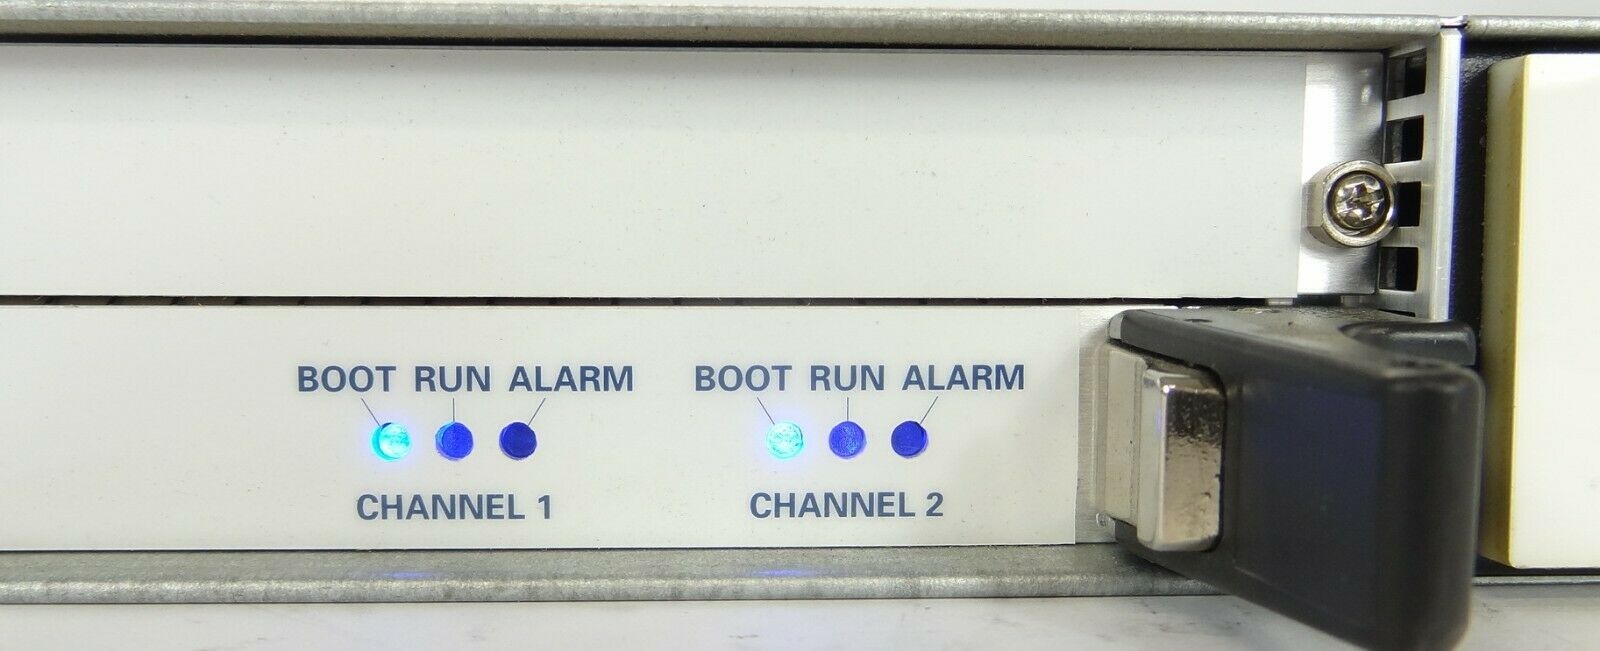 BOOT RUN ALARM
CHANNEL 1
BOOT RUN ALARM
CHANNEL 2